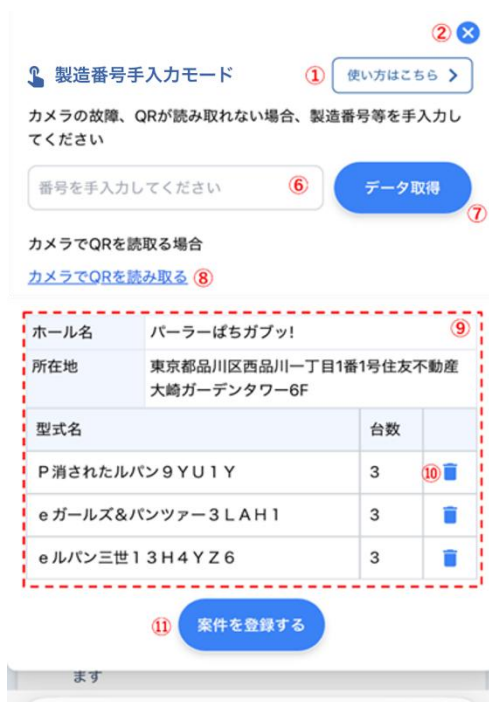 ②
製造番号手入力モード ① 使い方はこちら
カメラの故障、QRが読み取れない場合、製造番号等を手入力し
てください
番号を手入力してください ⑥ データ取得
⑦
カメラでQRを読取る場合
カメラでQRを読み取る ⑧
ホール名 パーラーぱちガブッ! ⑨
所在地 東京都品川区西品川一丁目1番1号住友不動産
大崎ガーデンタワー6F
型式名 台数
P消されたルパン9YU1Y 3 ⑩
eガールズ&パンツァー3LAH1 3
eルパン三世13H4YZ6 3
⑪ 案件を登録する
ます